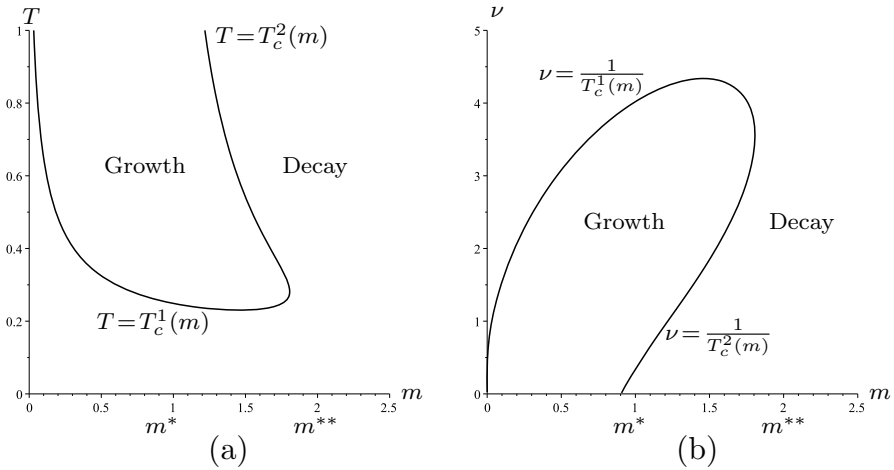 T
1
0.8
0.6
0.4
0.2
0
0
0.5
1
1.5
2
2.5
m
m*
m**
T = T_c^2(m)
Growth
Decay
T = T_c^1(m)
(a)
ν
5
4
3
2
1
0
0
0.5
1
1.5
2
2.5
m
m*
m**
ν = 1/T_c^1(m)
Growth
Decay
ν = 1/T_c^2(m)
(b)